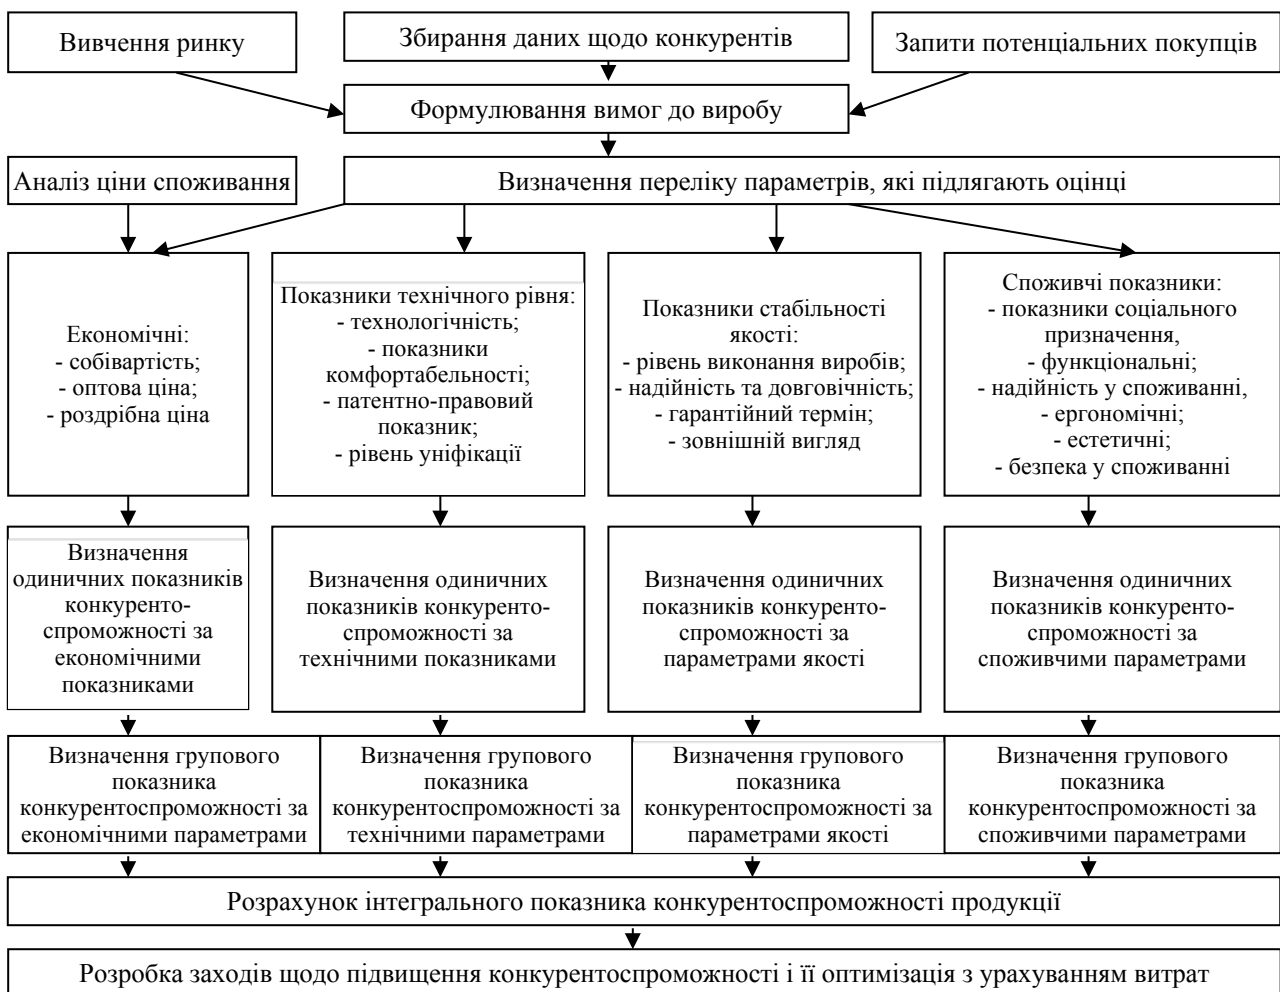 Вивчення ринку
Збирання даних щодо конкурентів
Запити потенціальних покупців
Формулювання вимог до виробу
Аналіз ціни споживання
Визначення переліку параметрів, які підлягають оцінці
Економічні:
- собівартість;
- оптова ціна;
- роздрібна ціна
Показники технічного рівня:
- технологічність;
- показники
комфортабельності;
- патентно-правовий
показник;
- рівень уніфікації
Показники стабільності
якості:
- рівень виконання виробів;
- надійність та довговічність;
- гарантійний термін;
- зовнішній вигляд
Споживчі показники:
- показники соціального
призначення,
- функціональні;
- надійність у споживанні,
- ергономічні;
- естетичні;
- безпека у споживанні
Визначення
одиничних показників
конкуренто-
спроможності за
економічними
показниками
Визначення одиничних
показників конкуренто-
спроможності за
технічними показниками
Визначення одиничних
показників конкуренто-
спроможності за
параметрами якості
Визначення одиничних
показників конкуренто-
спроможності за
споживчими параметрами
Визначення групового
показника
конкурентоспроможності за
економічними параметрами
Визначення групового
показника
конкурентоспроможності за
технічними параметрами
Визначення групового
показника
конкурентоспроможності за
параметрами якості
Визначення групового
показника
конкурентоспроможності за
споживчими параметрами
Розрахунок інтегрального показника конкурентоспроможності продукції
Розробка заходів щодо підвищення конкурентоспроможності і її оптимізація з урахуванням витрат